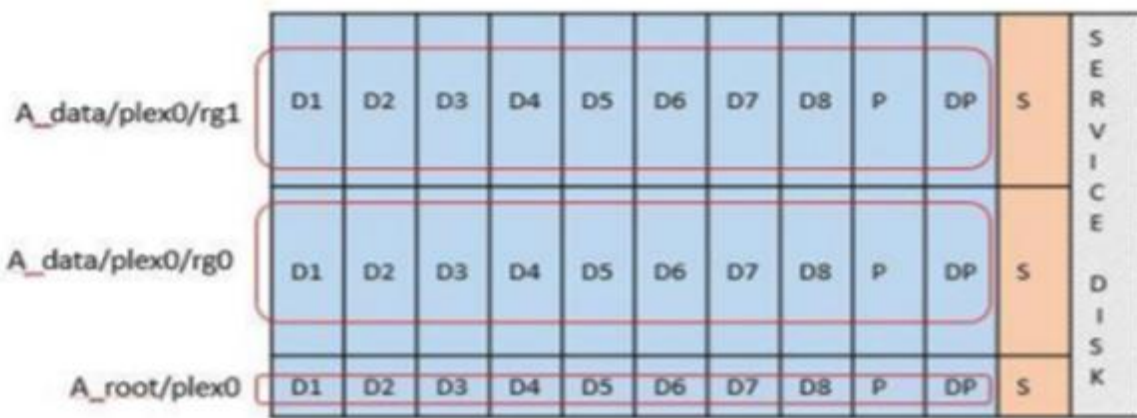 A_data/plex0/rg1 D1 D2 D3 D4 D5 D6 D7 D8 P DP S
A_data/plex0/rg0 D1 D2 D3 D4 D5 D6 D7 D8 P DP S
A_root/plex0 D1 D2 D3 D4 D5 D6 D7 D8 P DP S
SERVICE DISK